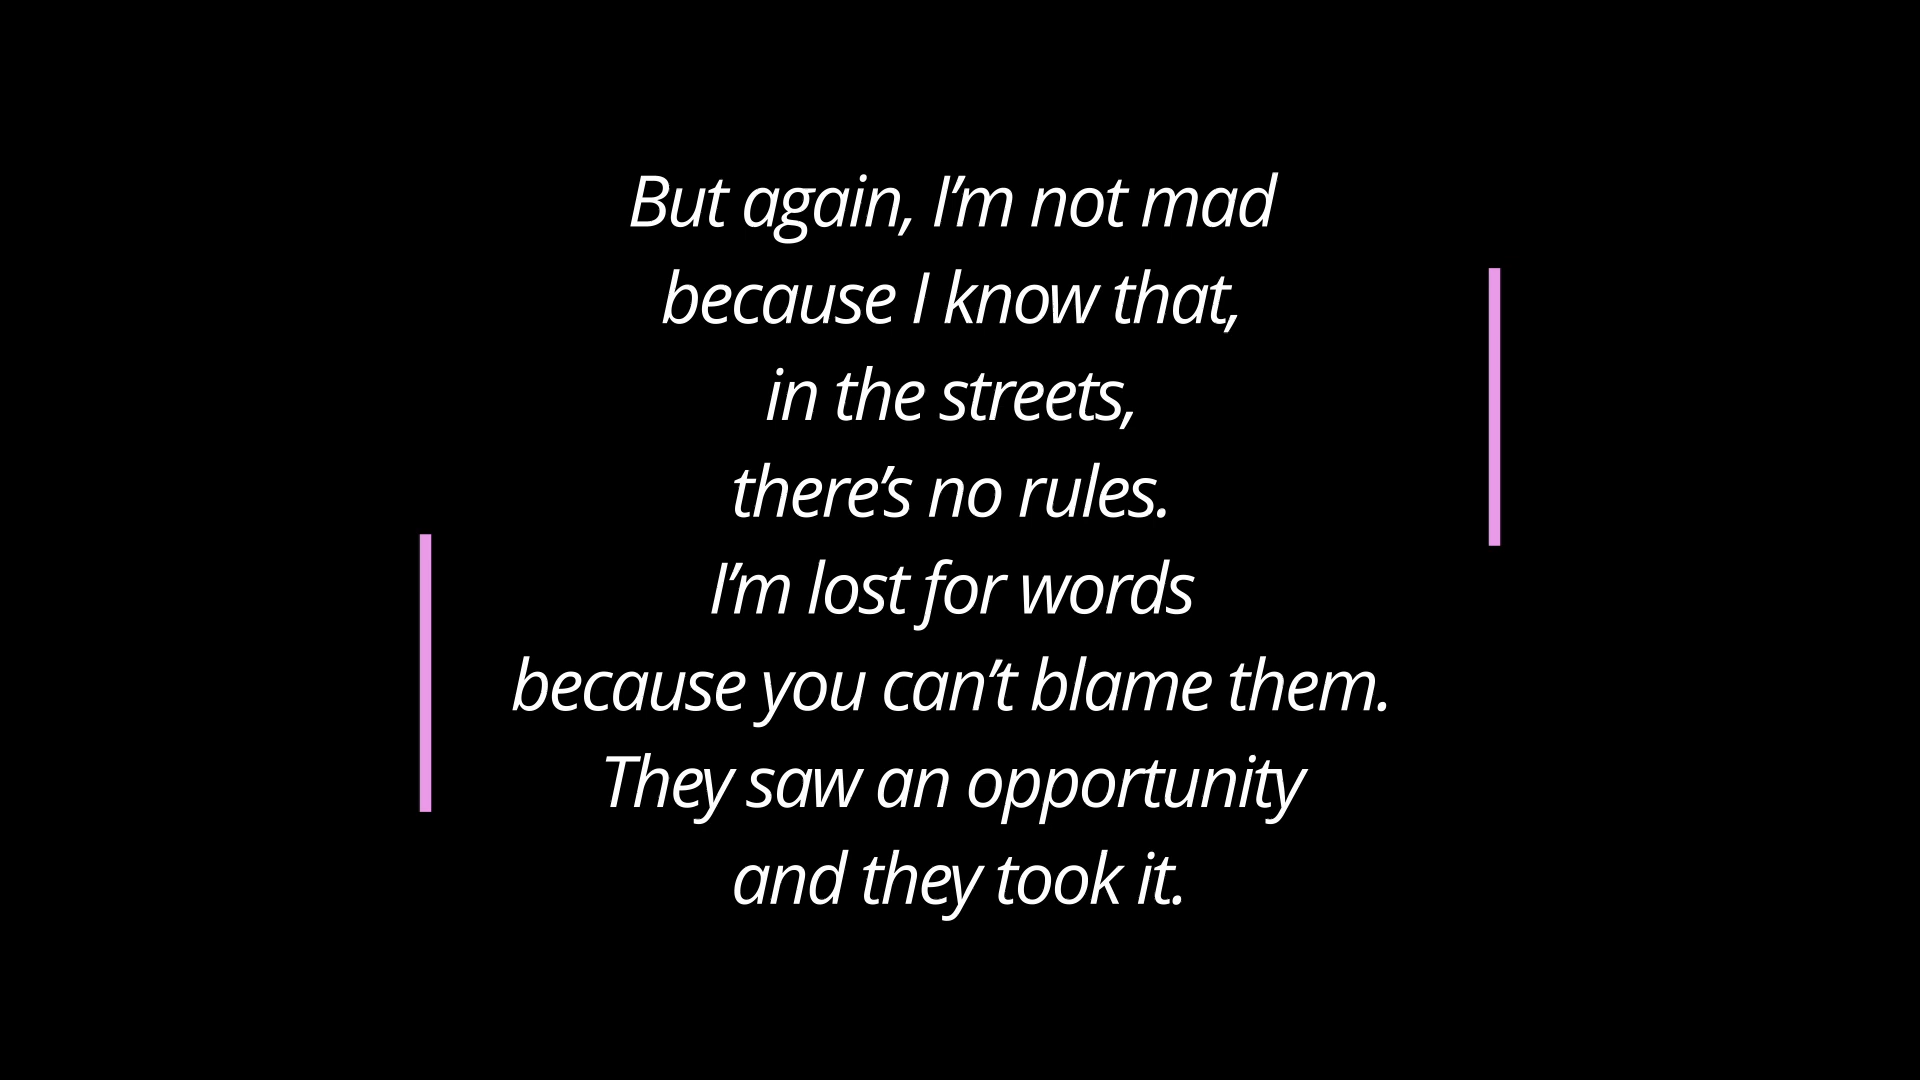 But again, I’m not mad
because I know that,
in the streets,
there’s no rules.
I’m lost for words
because you can’t blame them.
They saw an opportunity
and they took it.